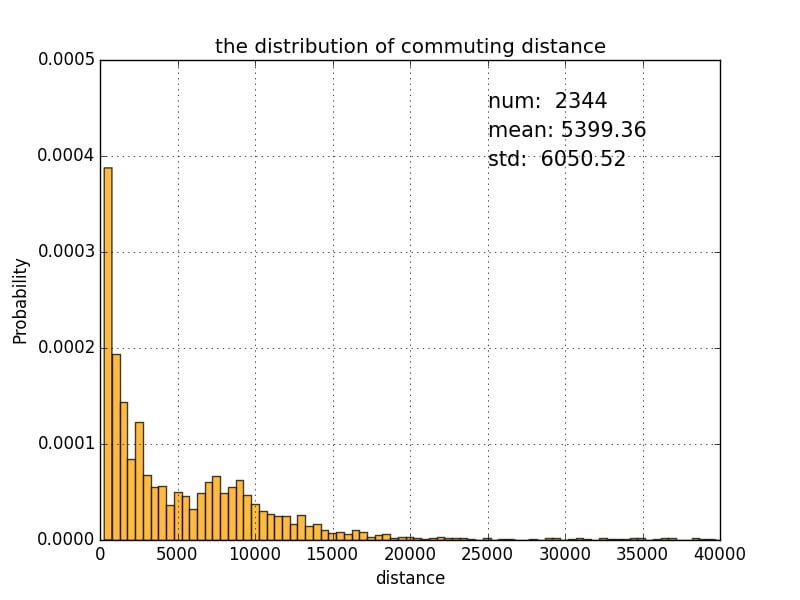 the distribution of commuting distance
num: 2344
mean: 5399.36
std: 6050.52
0.0005
0.0004
0.0003
0.0002
0.0001
0.0000
Probability
0 5000 10000 15000 20000 25000 30000 35000 40000
distance